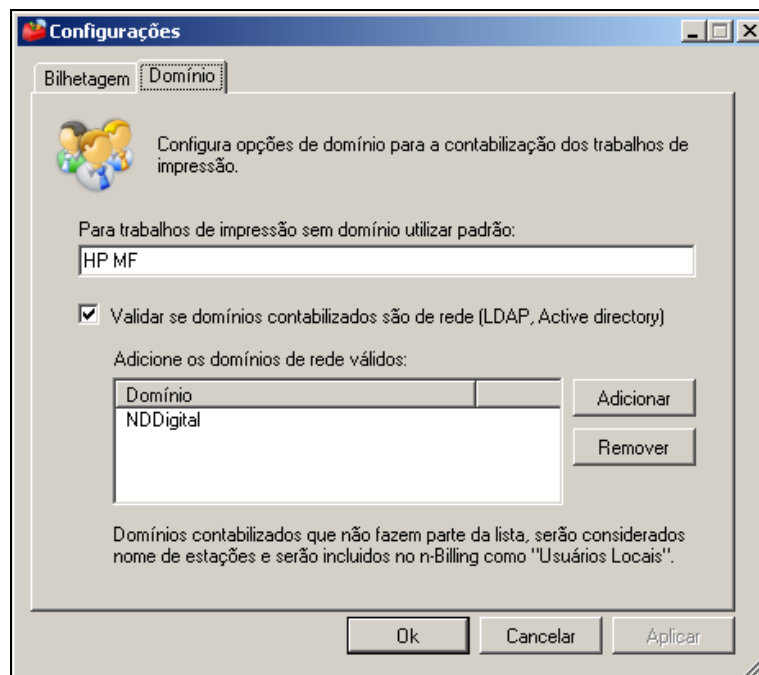 Configurações
Bilhetagem Domínio
Configura opções de domínio para a contabilização dos trabalhos de
impressão.
Para trabalhos de impressão sem domínio utilizar padrão:
HP MF
Validar se domínios contabilizados são de rede (LDAP, Active directory)
Adicione os domínios de rede válidos:
Domínio
NDDigital
Adicionar
Remover
Domínios contabilizados que não fazem parte da lista, serão considerados
nome de estações e serão incluidos no n-Billing como "Usuários Locais".
Ok Cancelar Aplicar